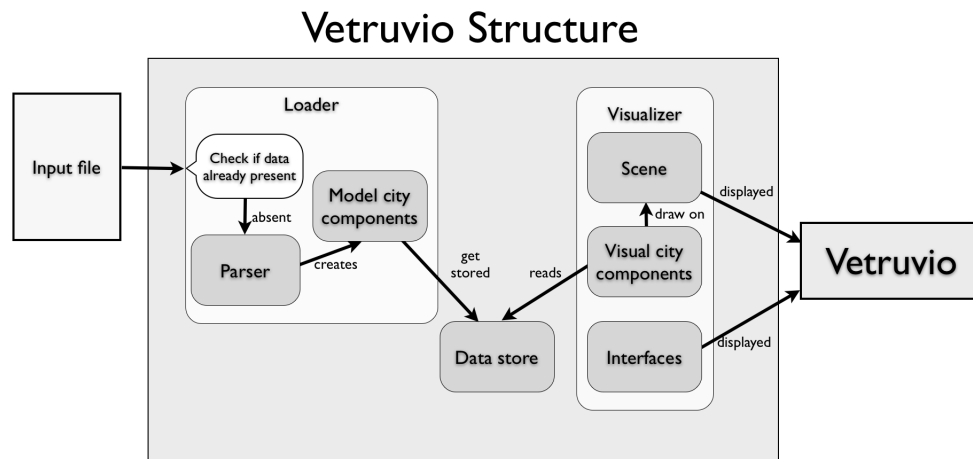 Vetruvio Structure
Loader
Visualizer
Input file
Check if data
already present
absent
Parser
creates
Model city
components
get
stored
Data store
reads
Scene
draw on
Visual city
components
Interfaces
displayed
displayed
Vetruvio